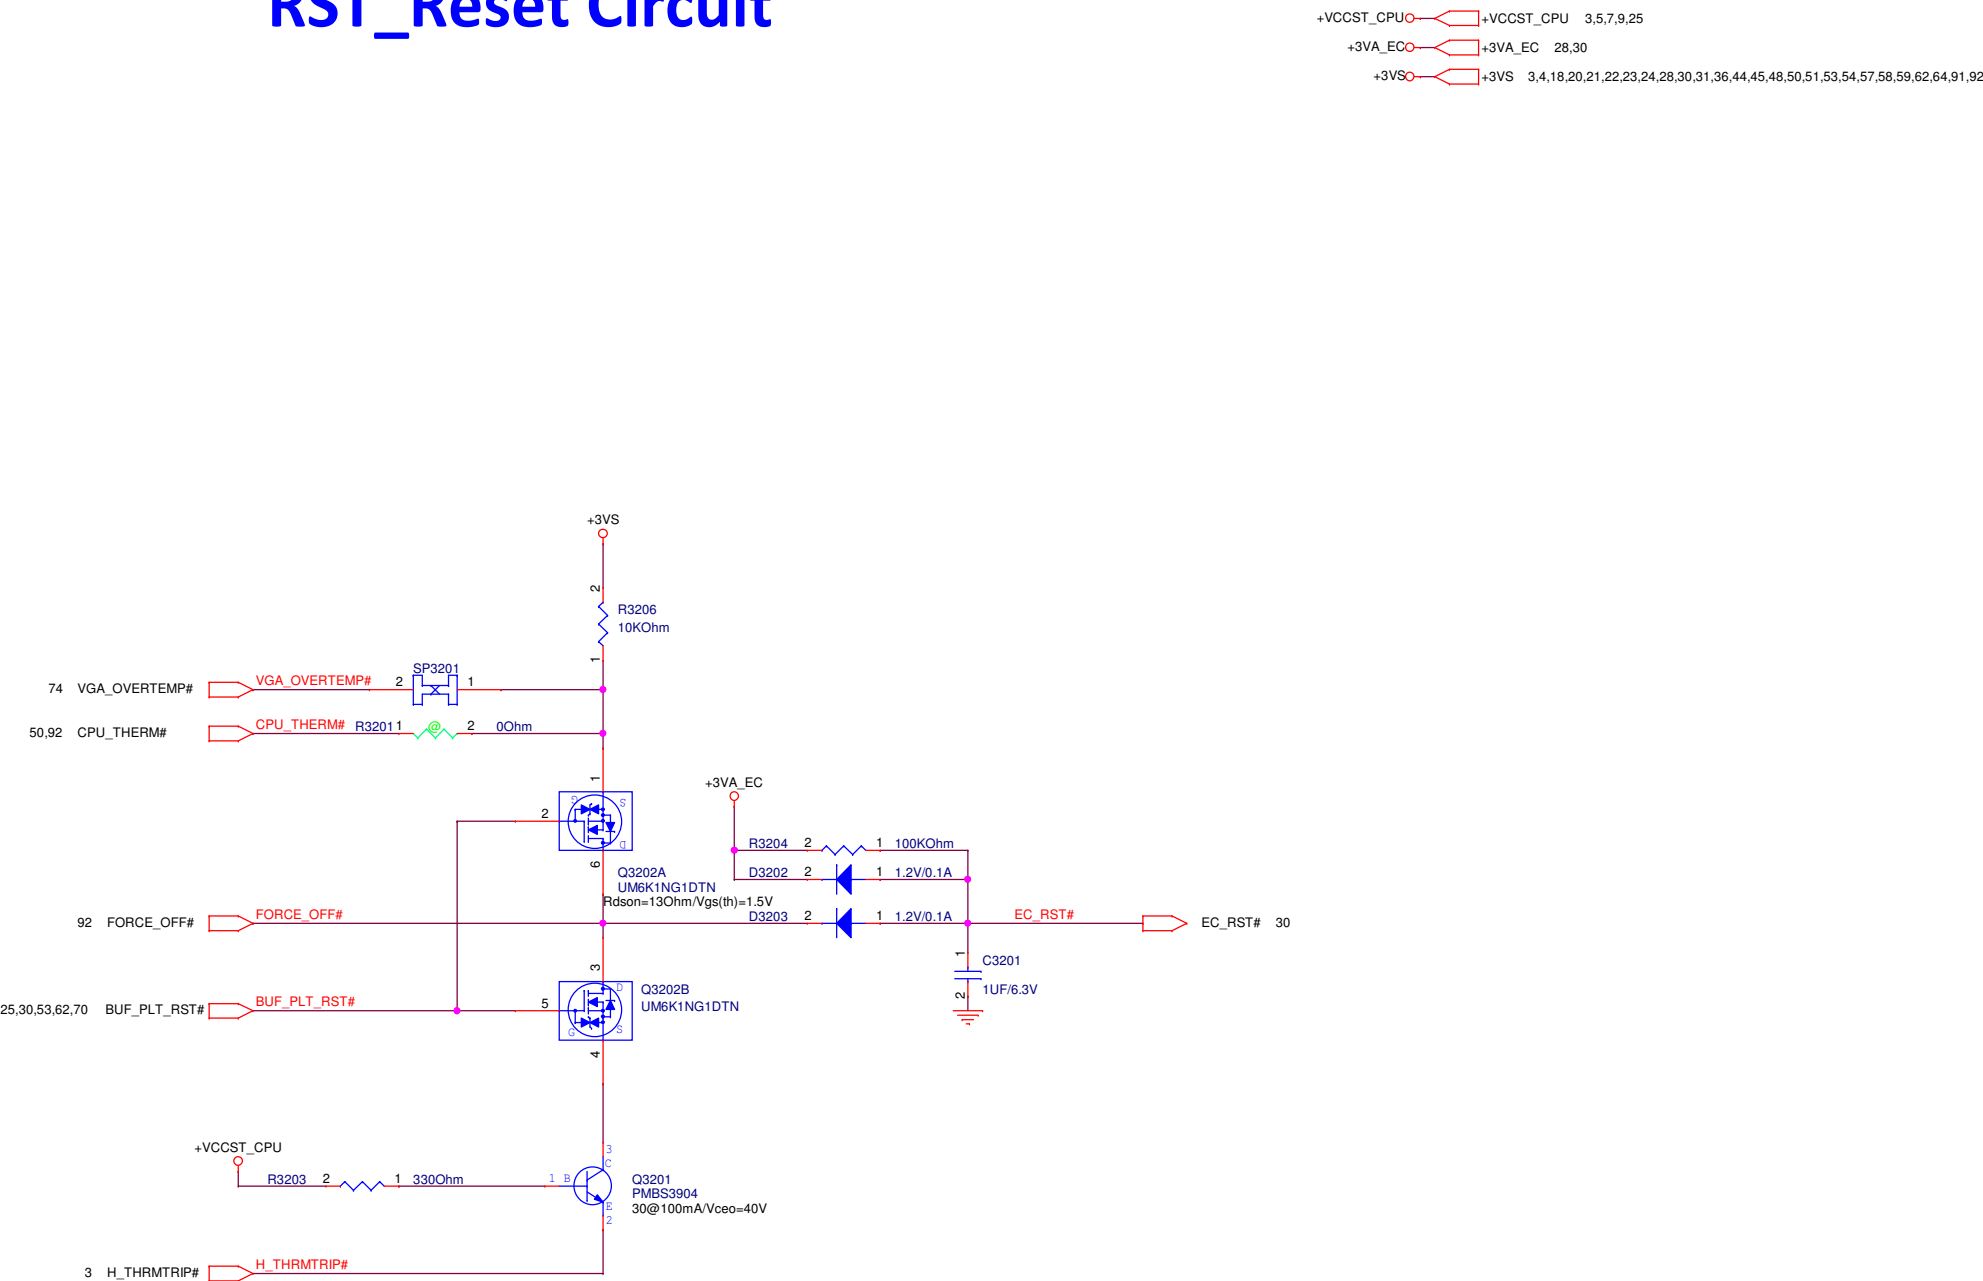 RST_Reset Circuit
+VCCST_CPU +VCCST_CPU 3,5,7,9,25
+3VA_EC +3VA_EC 28,30
+3VS +3VS 3,4,18,20,21,22,23,24,28,30,31,36,44,45,48,50,51,53,54,57,58,59,62,64,91,92
+3VS
2
R3206
10KOhm
1
SP3201
74 VGA_OVERTEMP# VGA_OVERTEMP# 2 1
50,92 CPU_THERM# CPU_THERM# R3201 1 @ 2 0Ohm
1
+3VA_EC
G S
2
D
R3204 2 1 100KOhm
6
Q3202A
D3202 2 1 1.2V/0.1A
UM6K1NG1DTN
Rdson=13Ohm/Vgs(th)=1.5V
92 FORCE_OFF# FORCE_OFF# D3203 2 1 1.2V/0.1A EC_RST# EC_RST# 30
3
1
C3201
D
Q3202B
1UF/6.3V
2
25,30,53,62,70 BUF_PLT_RST# BUF_PLT_RST# 5 UM6K1NG1DTN
G S
4
+VCCST_CPU
3
C
R3203 2 1 330Ohm 1 B Q3201
PMBS3904
E 30@100mA/Vceo=40V
2
3 H_THRMTRIP# H_THRMTRIP#